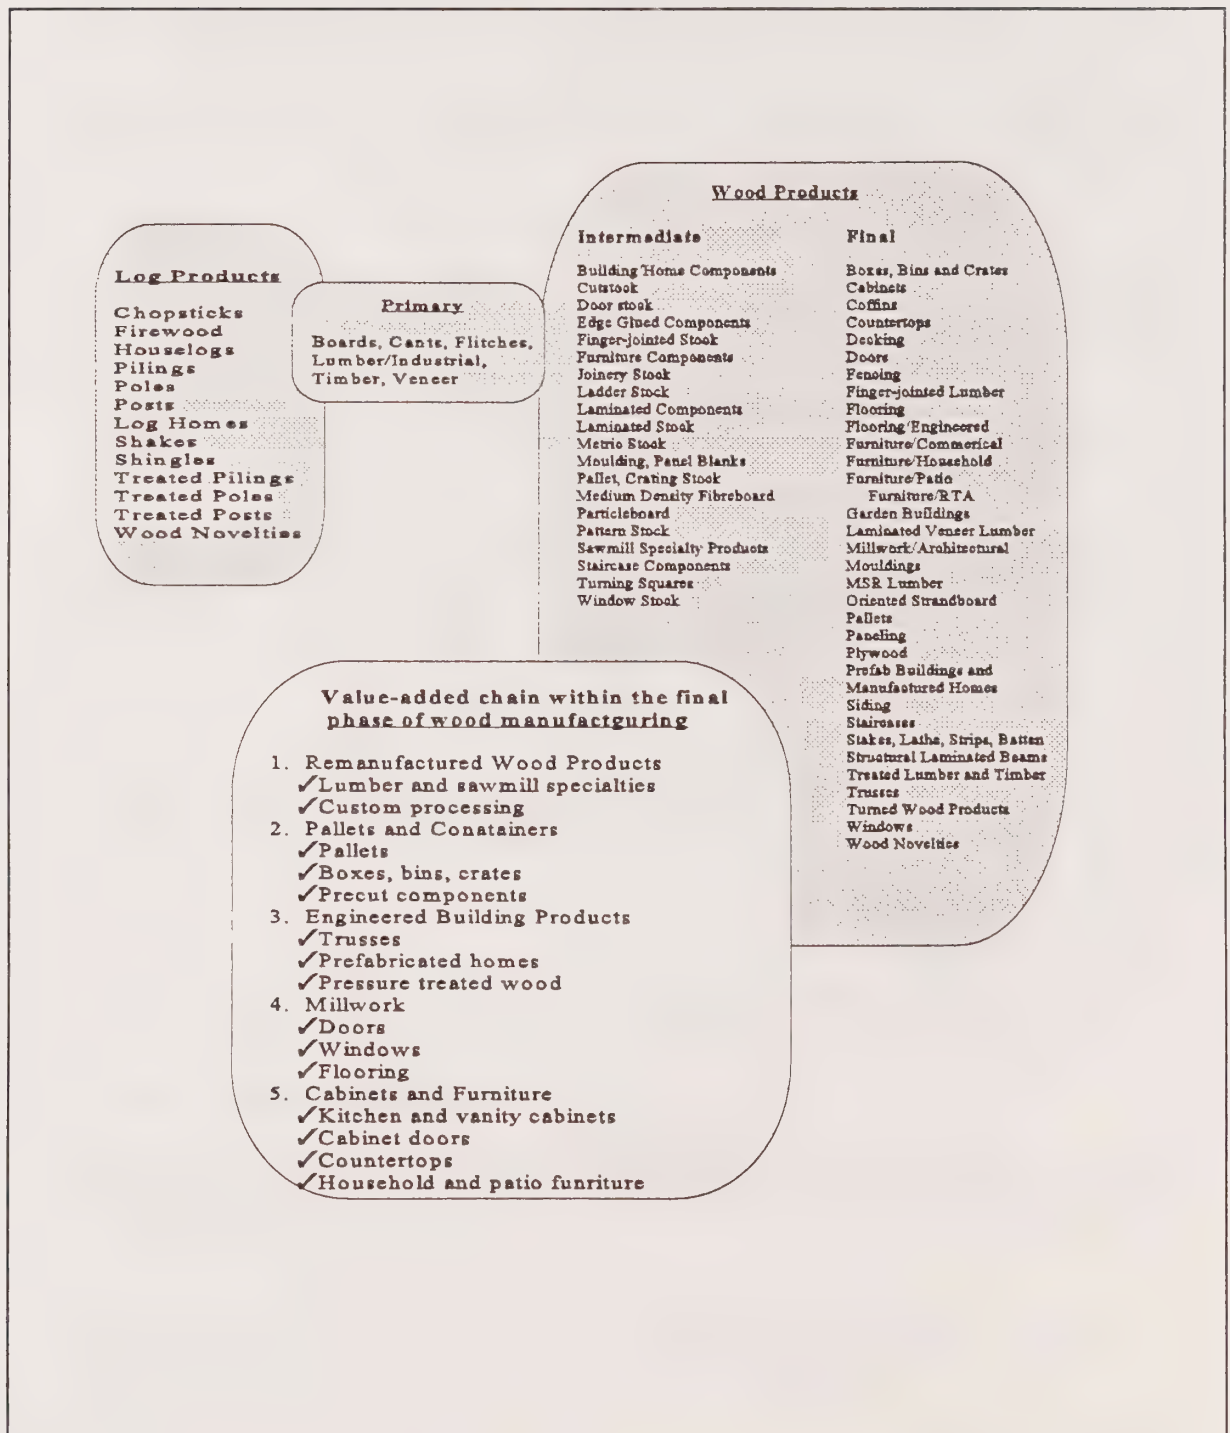 Log Products
Chopsticks
Firewood
Houselogs
Pilings
Poles
Posts
Log Homes
Shakes
Shingles
Treated Pilings
Treated Poles
Treated Posts
Wood Novelties
Primary
Boards, Cants, Flitches,
Lumber/Industrial,
Timber, Veneer
Wood Products
Intermediate
Building/Home Components
Cutstock
Door stock
Edge Glued Components
Finger-jointed Stock
Furniture Components
Joinery Stock
Ladder Stock
Laminated Components
Laminated Stock
Metric Stock
Moulding, Panel Blanks
Pallet, Crating Stock
Medium Density Fibreboard
Particleboard
Pattern Stock
Sawmill Specialty Products
Staircase Components
Turning Squares
Window Stock
Final
Boxes, Bins and Crates
Cabinets
Coffins
Countertops
Decking
Doors
Fencing
Finger-jointed Lumber
Flooring
Flooring/Engineered
Furniture/Commerical
Furniture/Household
Furniture/Patio
Furniture/RTA
Garden Buildings
Laminated Veneer Lumber
Millwork/Architectural
Mouldings
MSR Lumber
Oriented Strandboard
Pallets
Paneling
Plywood
Prefab Buildings and
Manufactured Homes
Siding
Staircases
Stakes, Laths, Strips, Batten
Structural Laminated Beams
Treated Lumber and Timber
Trusses
Turned Wood Products
Windows
Wood Novelties
Value-added chain within the final
phase of wood manufactguring
1. Remanufactured Wood Products
✓Lumber and sawmill specialties
✓Custom processing
2. Pallets and Conatainers
✓Pallets
✓Boxes, bins, crates
✓Precut components
3. Engineered Building Products
✓Trusses
✓Prefabricated homes
✓Pressure treated wood
4. Millwork
✓Doors
✓Windows
✓Flooring
5. Cabinets and Furniture
✓Kitchen and vanity cabinets
✓Cabinet doors
✓Countertops
✓Household and patio funriture